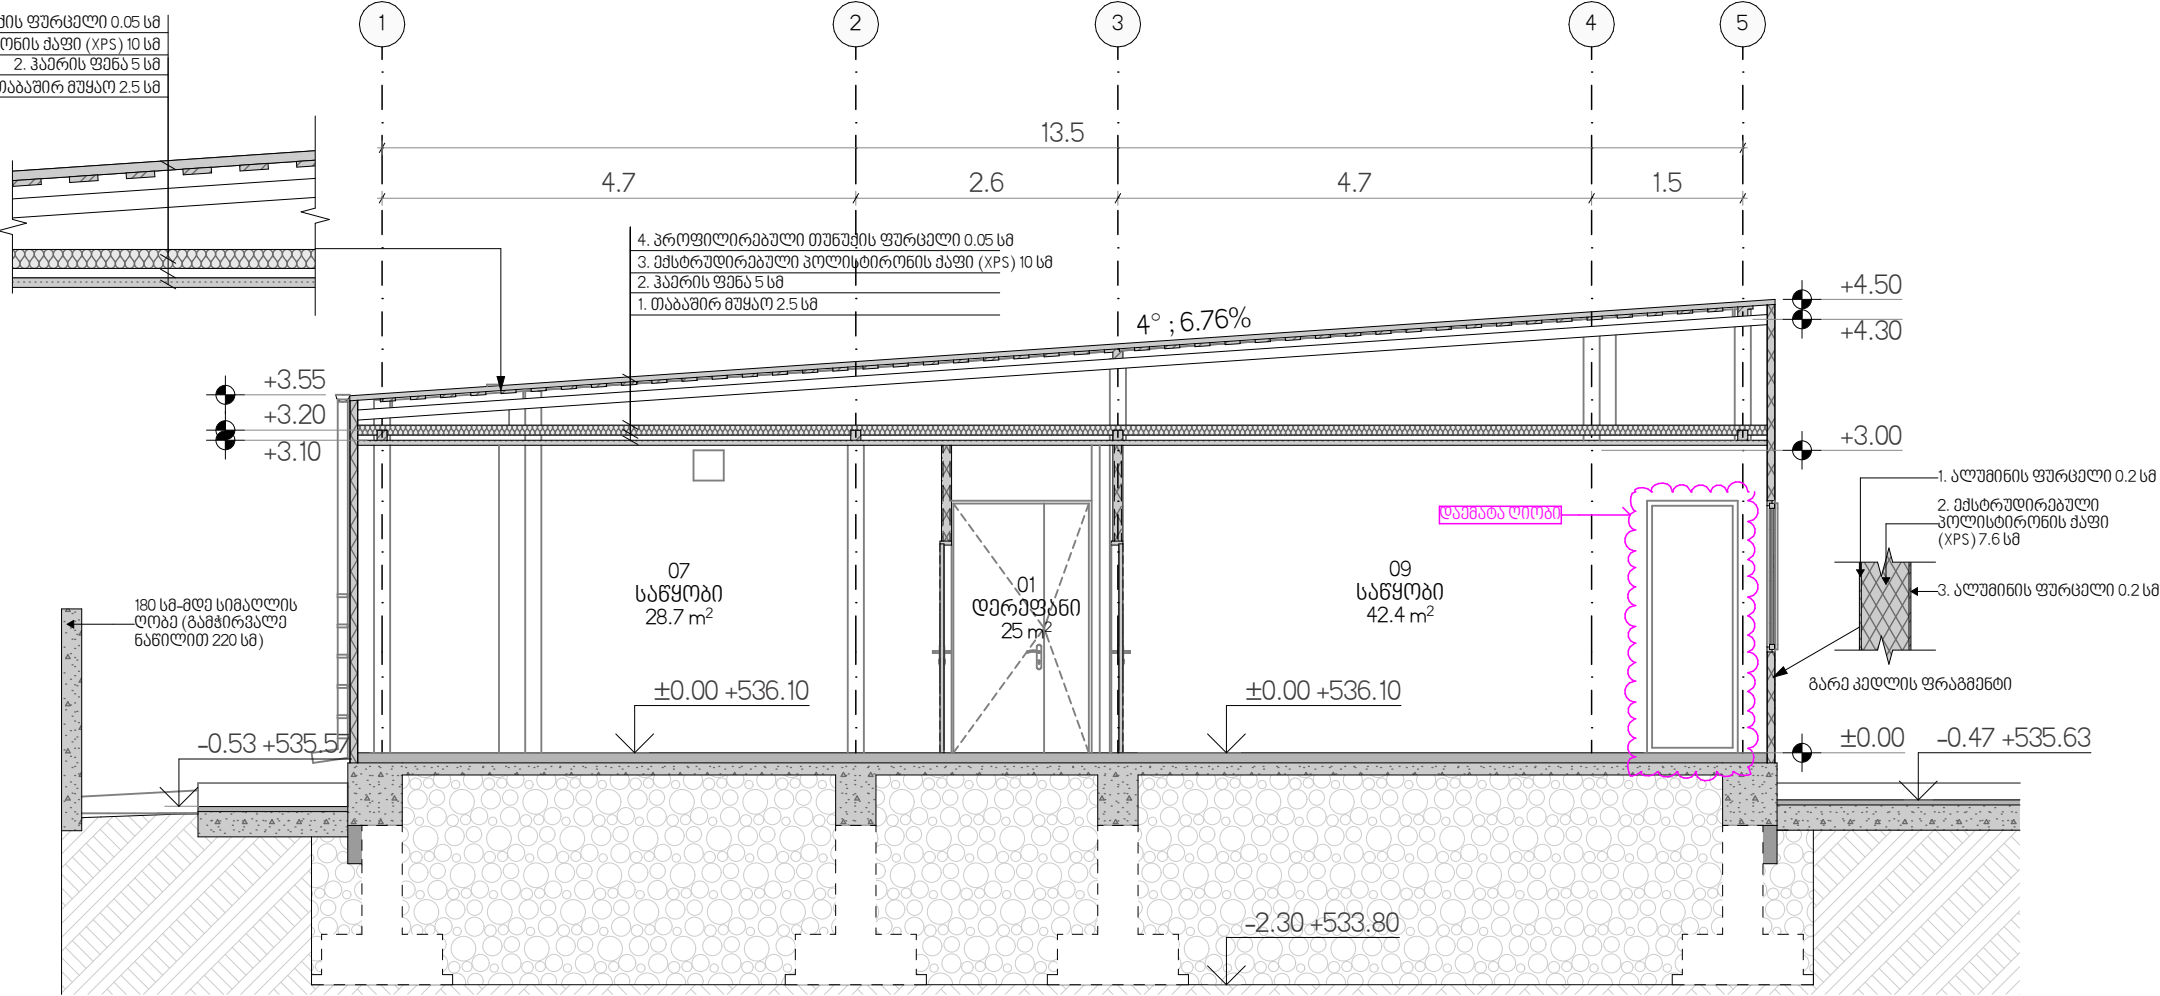 1
2
3
4
5
ფურცელი 0.05 სმ
ქაფი (XPS) 10 სმ
2. ჰაერის ფენა 5 სმ
მუყაო 2.5 სმ
13.5
4.7
2.6
4.7
1.5
4. პროფილირებული თუნუქის ფურცელი 0.05 სმ
3. ექსტრუდირებული პოლისტირონის ქაფი (XPS) 10 სმ
2. ჰაერის ფენა 5 სმ
1. თაბაშირ მუყაო 2.5 სმ
4° ; 6.76%
+4.50
+4.30
+3.55
+3.20
+3.10
+3.00
დაემატა ღიობი
1. ალუმინის ფურცელი 0.2 სმ
2. ექსტრუდირებული
პოლისტირონის ქაფი
(XPS) 7.6 სმ
3. ალუმინის ფურცელი 0.2 სმ
გარე კედლის ფრაგმენტი
07
საწყობი
28.7 m²
01
დერეფანი
25 m²
09
საწყობი
42.4 m²
180 სმ-მდე სიმაღლის
ღობე (გამჭირვალე
ნაწილით 220 სმ)
±0.00 +536.10
±0.00 +536.10
-0.53 +535.57
±0.00
-0.47 +535.63
-2.30 +533.80